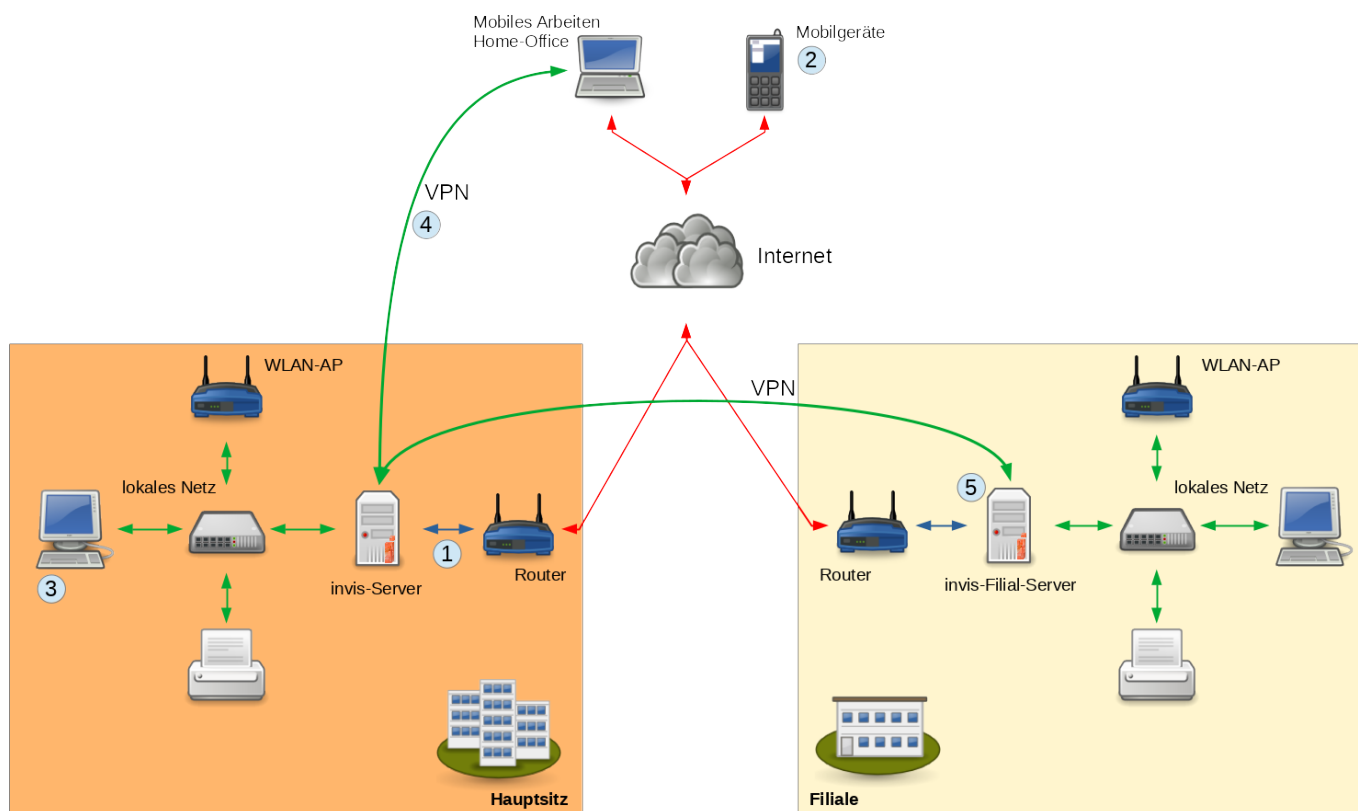 Mobiles Arbeiten
Home-Office
Mobilgeräte
2
VPN
4
Internet
WLAN-AP
VPN
WLAN-AP
lokales Netz
5
lokales Netz
1
3
invis-Server
Router
Router
invis-Filial-Server
Hauptsitz
Filiale